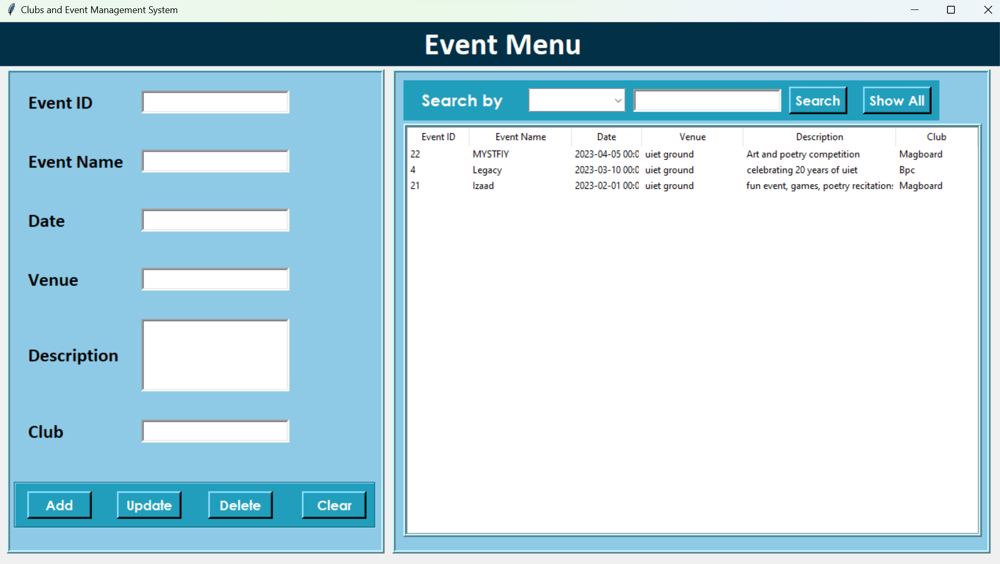 Clubs and Event Management System
Event Menu
Event ID
Event Name
Date
Venue
Description
Club
Add Update Delete Clear
Search by Search Show All
Event ID Event Name Date Venue Description Club
22 MYSTFIY 2023-04-05 00:0 uiet ground Art and poetry competition Magboard
4 Legacy 2023-03-10 00:0 uiet ground celebrating 20 years of uiet Bpc
21 Izaad 2023-02-01 00:0 uiet ground fun event, games, poetry recitations Magboard